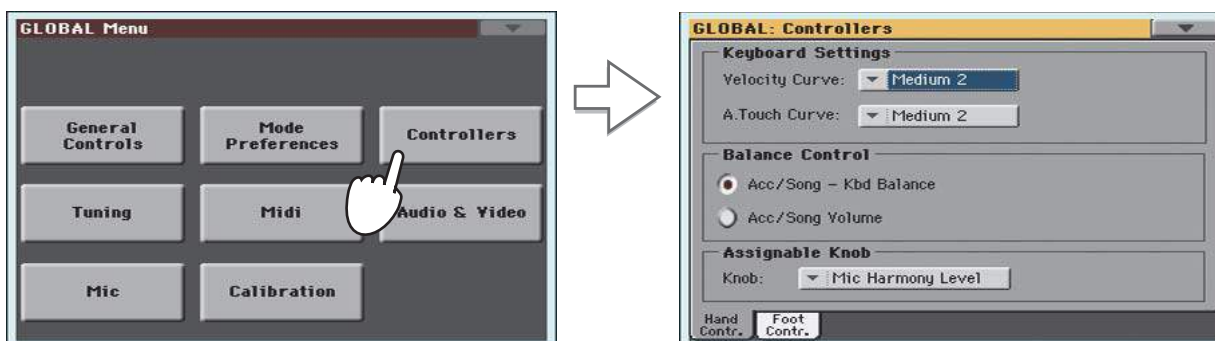 GLOBAL Menu
General
Controls
Mode
Preferences
Controllers
Tuning
Midi
Audio & Video
Mic
Calibration
GLOBAL: Controllers
Keyboard Settings
Velocity Curve: Medium 2
A.Touch Curve: Medium 2
Balance Control
Acc/Song - Kbd Balance
Acc/Song Volume
Assignable Knob
Knob: Mic Harmony Level
Hand
Contr.
Foot
Contr.